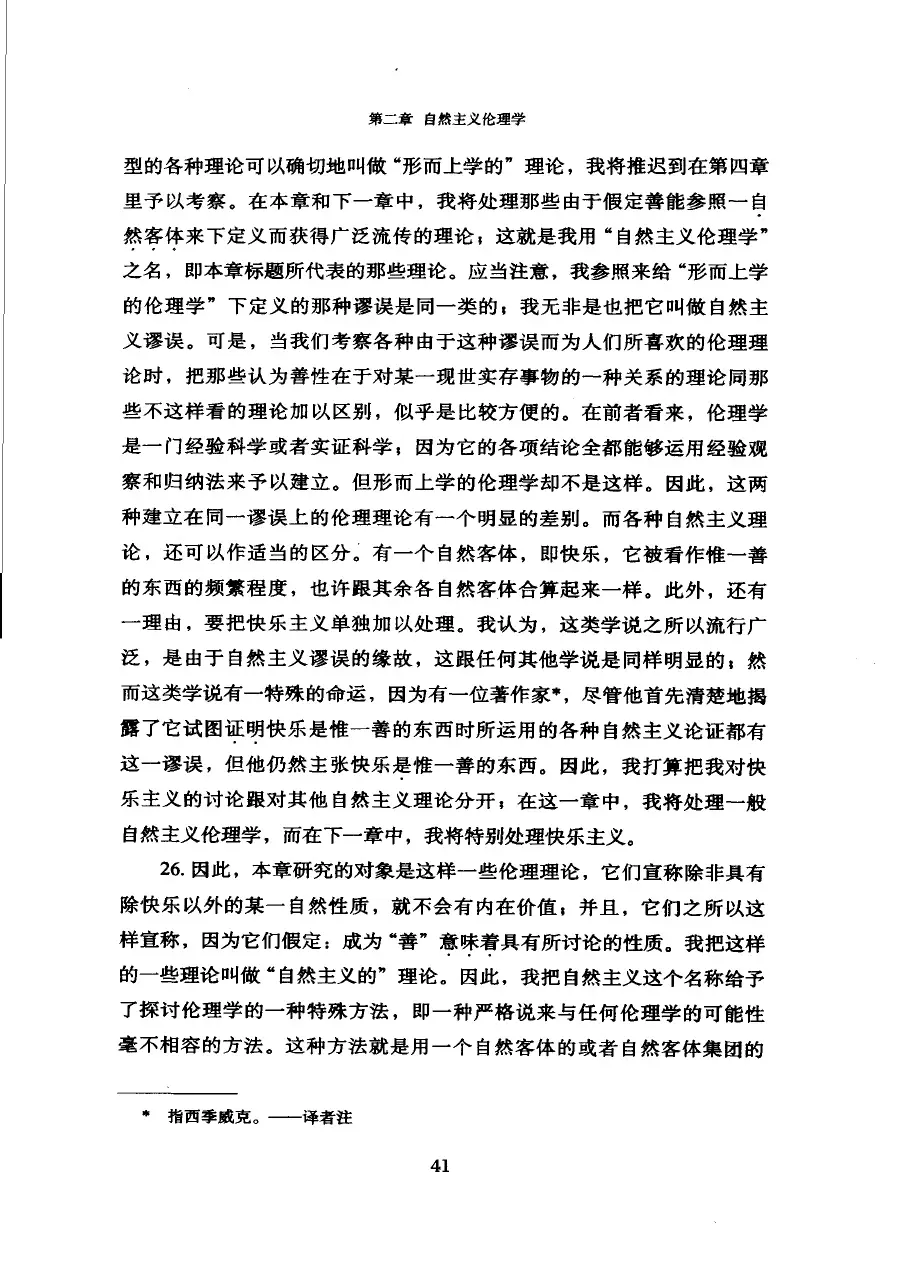 第二章 自然主义伦理学
型的各种理论可以确切地叫做“形而上学的”理论，我将推迟到在第四章
里予以考察。在本章和下一章中，我将处理那些由于假定善能参照一自
然客体来下定义而获得广泛流传的理论；这就是我用“自然主义伦理学”
之名，即本章标题所代表的那些理论。应当注意，我参照来给“形而上学
的伦理学”下定义的那种谬误是同一类的；我无非是也把它叫做自然主
义谬误。可是，当我们考察各种由于这种谬误而为人们所喜欢的伦理理
论时，把那些认为善性在于对某一现世实存事物的一种关系的理论同那
些不这样看的理论加以区别，似乎是比较方便的。在前者看来，伦理学
是一门经验科学或者实证科学；因为它的各项结论全都能够运用经验观
察和归纳法来予以建立。但形而上学的伦理学却不是这样。因此，这两
种建立在同一谬误上的伦理理论有一个明显的差别。而各种自然主义理
论，还可以作适当的区分。有一个自然客体，即快乐，它被看作惟一善
的东西的频繁程度，也许跟其余各自然客体合算起来一样。此外，还有
一理由，要把快乐主义单独加以处理。我认为，这类学说之所以流行广
泛，是由于自然主义谬误的缘故，这跟任何其他学说是同样明显的；然
而这类学说有一特殊的命运，因为有一位著作家*，尽管他首先清楚地揭
露了它试图证明快乐是惟一善的东西时所运用的各种自然主义论证都有
这一谬误，但他仍然主张快乐是惟一善的东西。因此，我打算把我对快
乐主义的讨论跟对其他自然主义理论分开；在这一章中，我将处理一般
自然主义伦理学，而在下一章中，我将特别处理快乐主义。
26. 因此，本章研究的对象是这样一些伦理理论，它们宣称除非具有
除快乐以外的某一自然性质，就不会有内在价值；并且，它们之所以这
样宣称，因为它们假定：成为“善”意味着具有所讨论的性质。我把这样
的一些理论叫做“自然主义的”理论。因此，我把自然主义这个名称给予
了探讨伦理学的一种特殊方法，即一种严格说来与任何伦理学的可能性
毫不相容的方法。这种方法就是用一个自然客体的或者自然客体集团的
* 指西季威克。——译者注
41